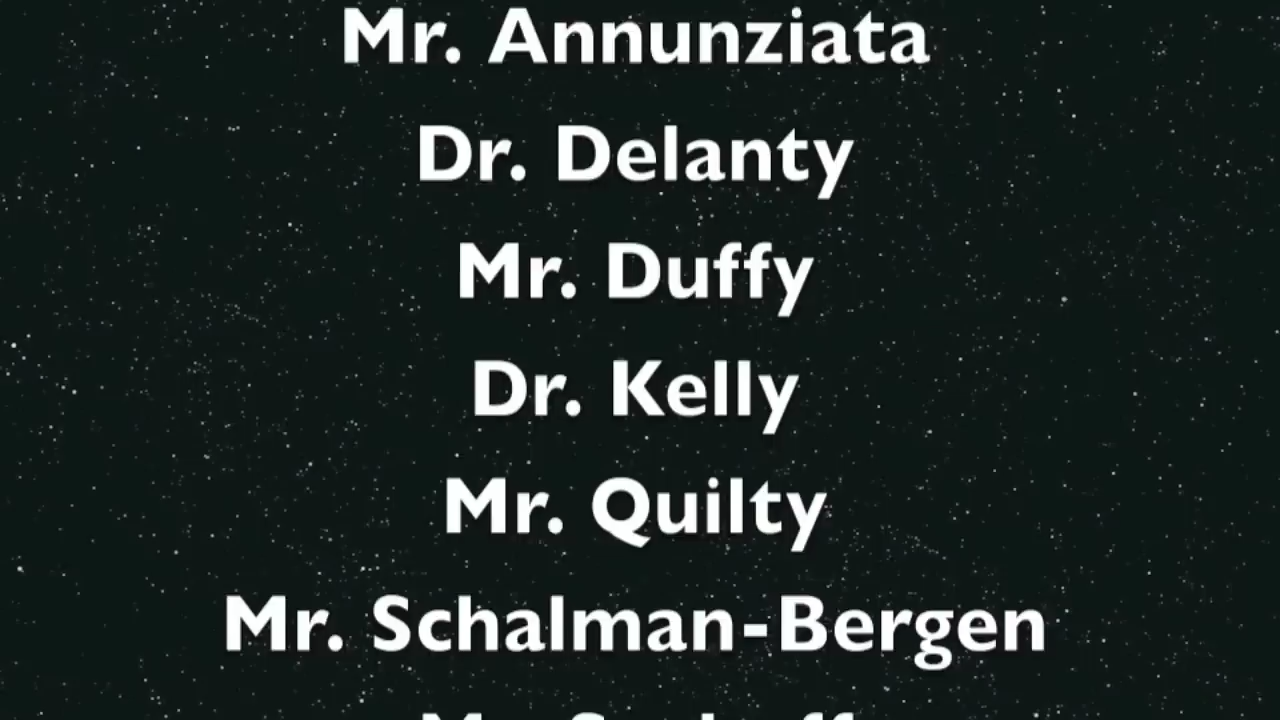 Mr. Annunziata
Dr. Delanty
Mr. Duffy
Dr. Kelly
Mr. Quilty
Mr. Schalman-Bergen